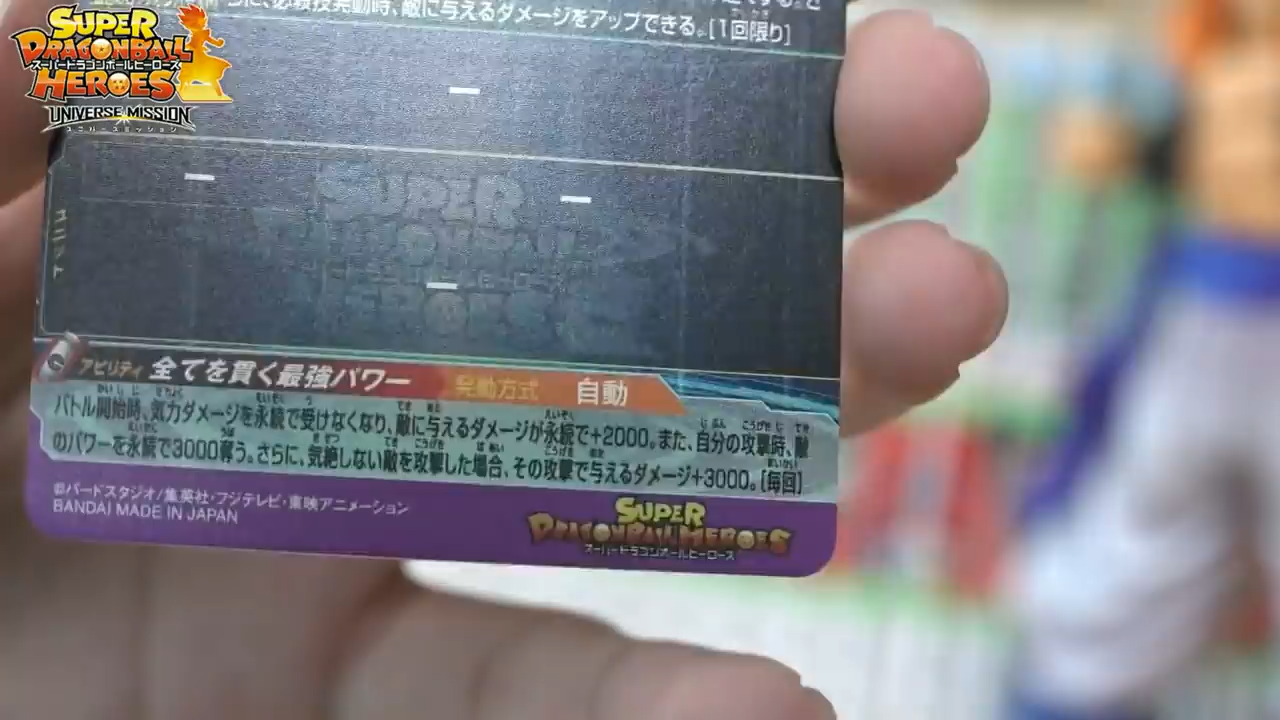 SUPER
DRAGONBALL
スーパードラゴンボールヒーローズ
HEROES
UNIVERSE MISSION
ユニバースミッション
に、必殺技発動時、敵に与えるダメージをアップできる。[1回限り]
SUPER
HEROES
アビリティ 全てを貫く最強パワー 発動方式 自動
バトル開始時、気力ダメージを永続で受けなくなり、敵に与えるダメージが永続で+2000。また、自分の攻撃時、敵
のパワーを永続で3000奪う。さらに、気絶しない敵を攻撃した場合、その攻撃で与えるダメージ+3000。[毎回]
©バードスタジオ/集英社・フジテレビ・東映アニメーション
BANDAI MADE IN JAPAN
SUPER
DRAGONBALL HEROES
スーパードラゴンボールヒーローズ